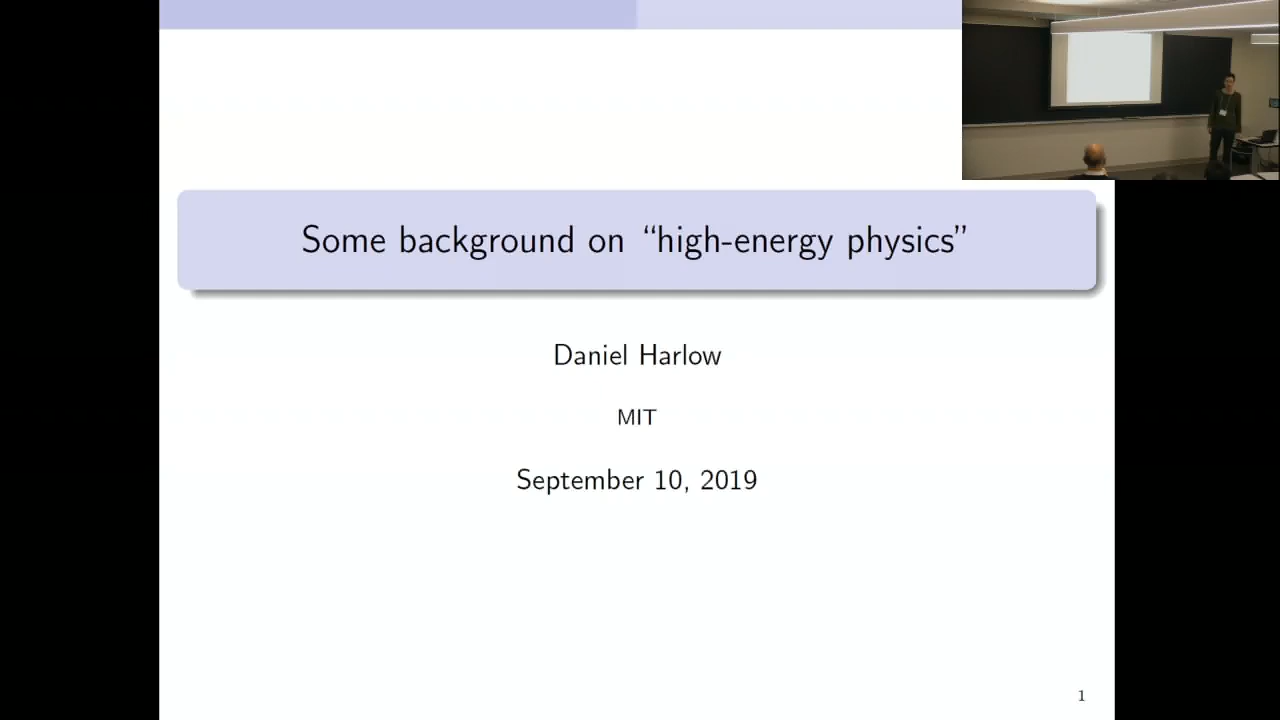 Some background on “high-energy physics”
Daniel Harlow
MIT
September 10, 2019
1